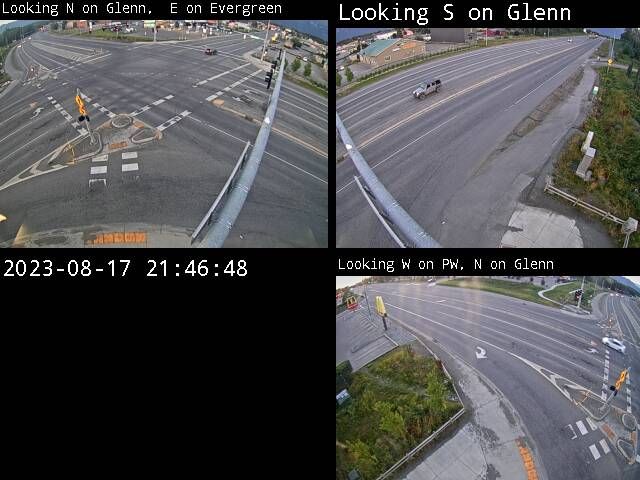 Looking N on Glenn, E on Evergreen
Looking S on Glenn
2023-08-17 21:46:48
Looking W on PW, N on Glenn